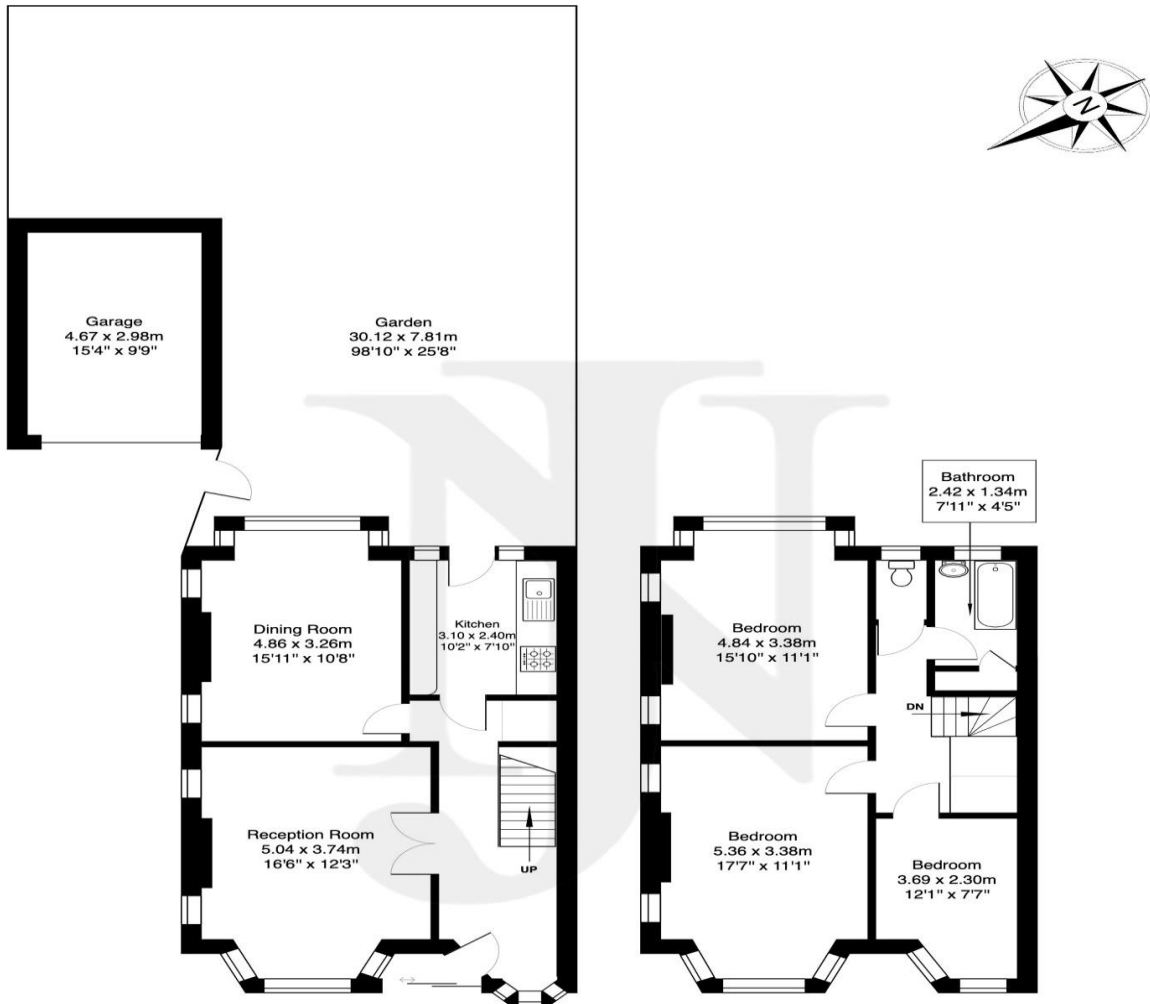 N
Garage
4.67 x 2.98m
15'4" x 9'9"
Garden
30.12 x 7.81m
98'10" x 25'8"
Dining Room
4.86 x 3.26m
15'11" x 10'8"
Kitchen
3.10 x 2.40m
10'2" x 7'10"
Reception Room
5.04 x 3.74m
16'6" x 12'3"
UP
Bathroom
2.42 x 1.34m
7'11" x 4'5"
Bedroom
4.84 x 3.38m
15'10" x 11'1"
DN
Bedroom
5.36 x 3.38m
17'7" x 11'1"
Bedroom
3.69 x 2.30m
12'1" x 7'7"
NJ